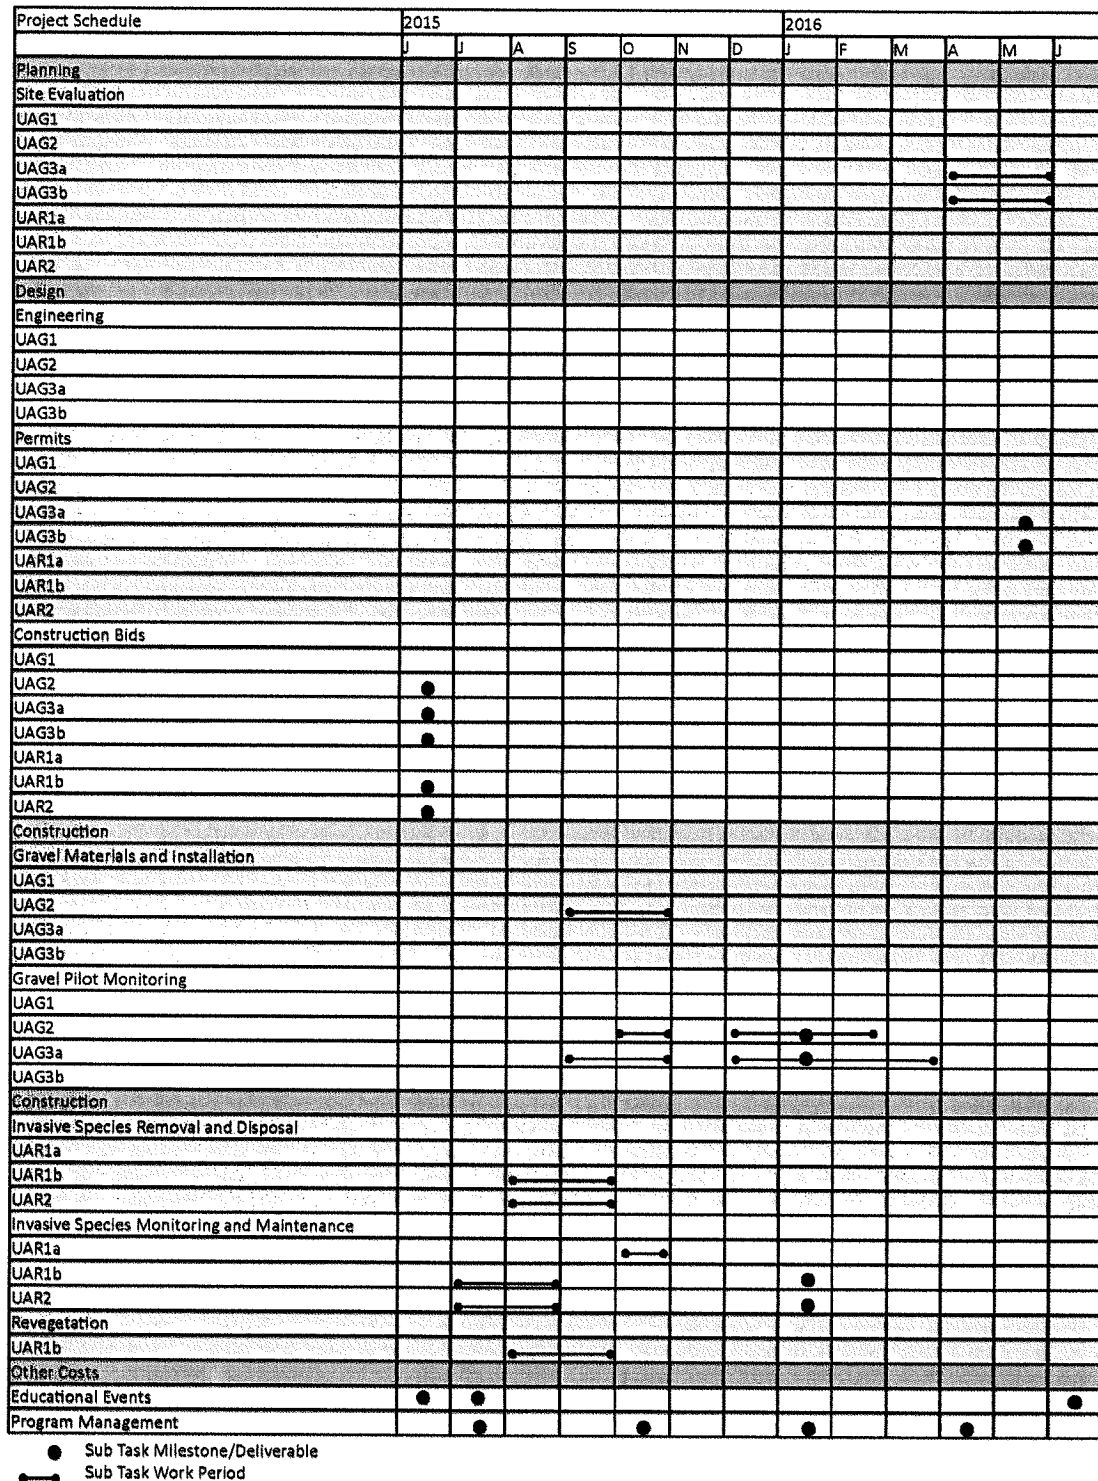 Project Schedule 2015 2016
J J A S O N D J F M A M J
Planning
Site Evaluation
UAG1
UAG2
UAG3a
UAG3b
UAR1a
UAR1b
UAR2
Design
Engineering
UAG1
UAG2
UAG3a
UAG3b
Permits
UAG1
UAG2
UAG3a
UAG3b
UAR1a
UAR1b
UAR2
Construction Bids
UAG1
UAG2
UAG3a
UAG3b
UAR1a
UAR1b
UAR2
Construction
Gravel Materials and Installation
UAG1
UAG2
UAG3a
UAG3b
Gravel Pilot Monitoring
UAG1
UAG2
UAG3a
UAG3b
Construction
Invasive Species Removal and Disposal
UAR1a
UAR1b
UAR2
Invasive Species Monitoring and Maintenance
UAR1a
UAR1b
UAR2
Revegetation
UAR1b
Other Costs
Educational Events
Program Management
Sub Task Milestone/Deliverable
Sub Task Work Period